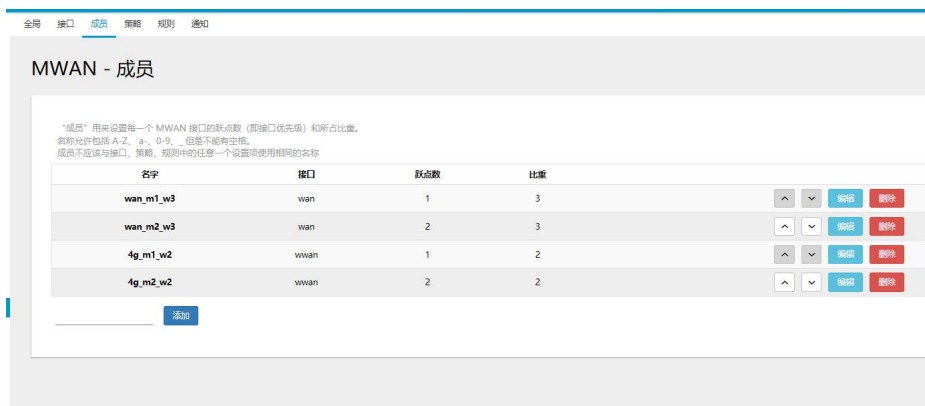 全局 接口 成员 策略 规则 通知
MWAN - 成员
“成员”用来设置每一个 MWAN 接口的跃点数（即接口优先级）和所占比重。
名称允许包括 A-Z、 a-、0-9、_ 但是不能有空格。
成员不应该与接口、策略、规则中的任意一个设置项使用相同的名称
名字 接口 跃点数 比重
wan_m1_w3 wan 1 3 编辑 删除
wan_m2_w3 wan 2 3 编辑 删除
4g_m1_w2 wwan 1 2 编辑 删除
4g_m2_w2 wwan 2 2 编辑 删除
添加